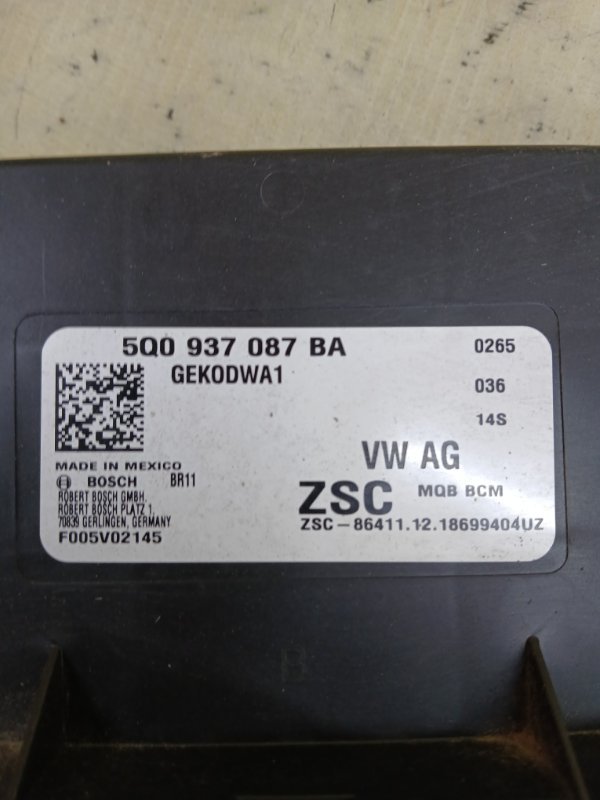 5Q0 937 087 BA 0265
GEKODWA1
036
14S
VW AG
MADE IN MEXICO
BOSCH BR11
ROBERT BOSCH GMBH.
ROBERT BOSCH PLATZ 1.
70839 GERLINGEN, GERMANY
F005V02145
ZSC MQB BCM
ZSC-86411.12.18699404UZ
B